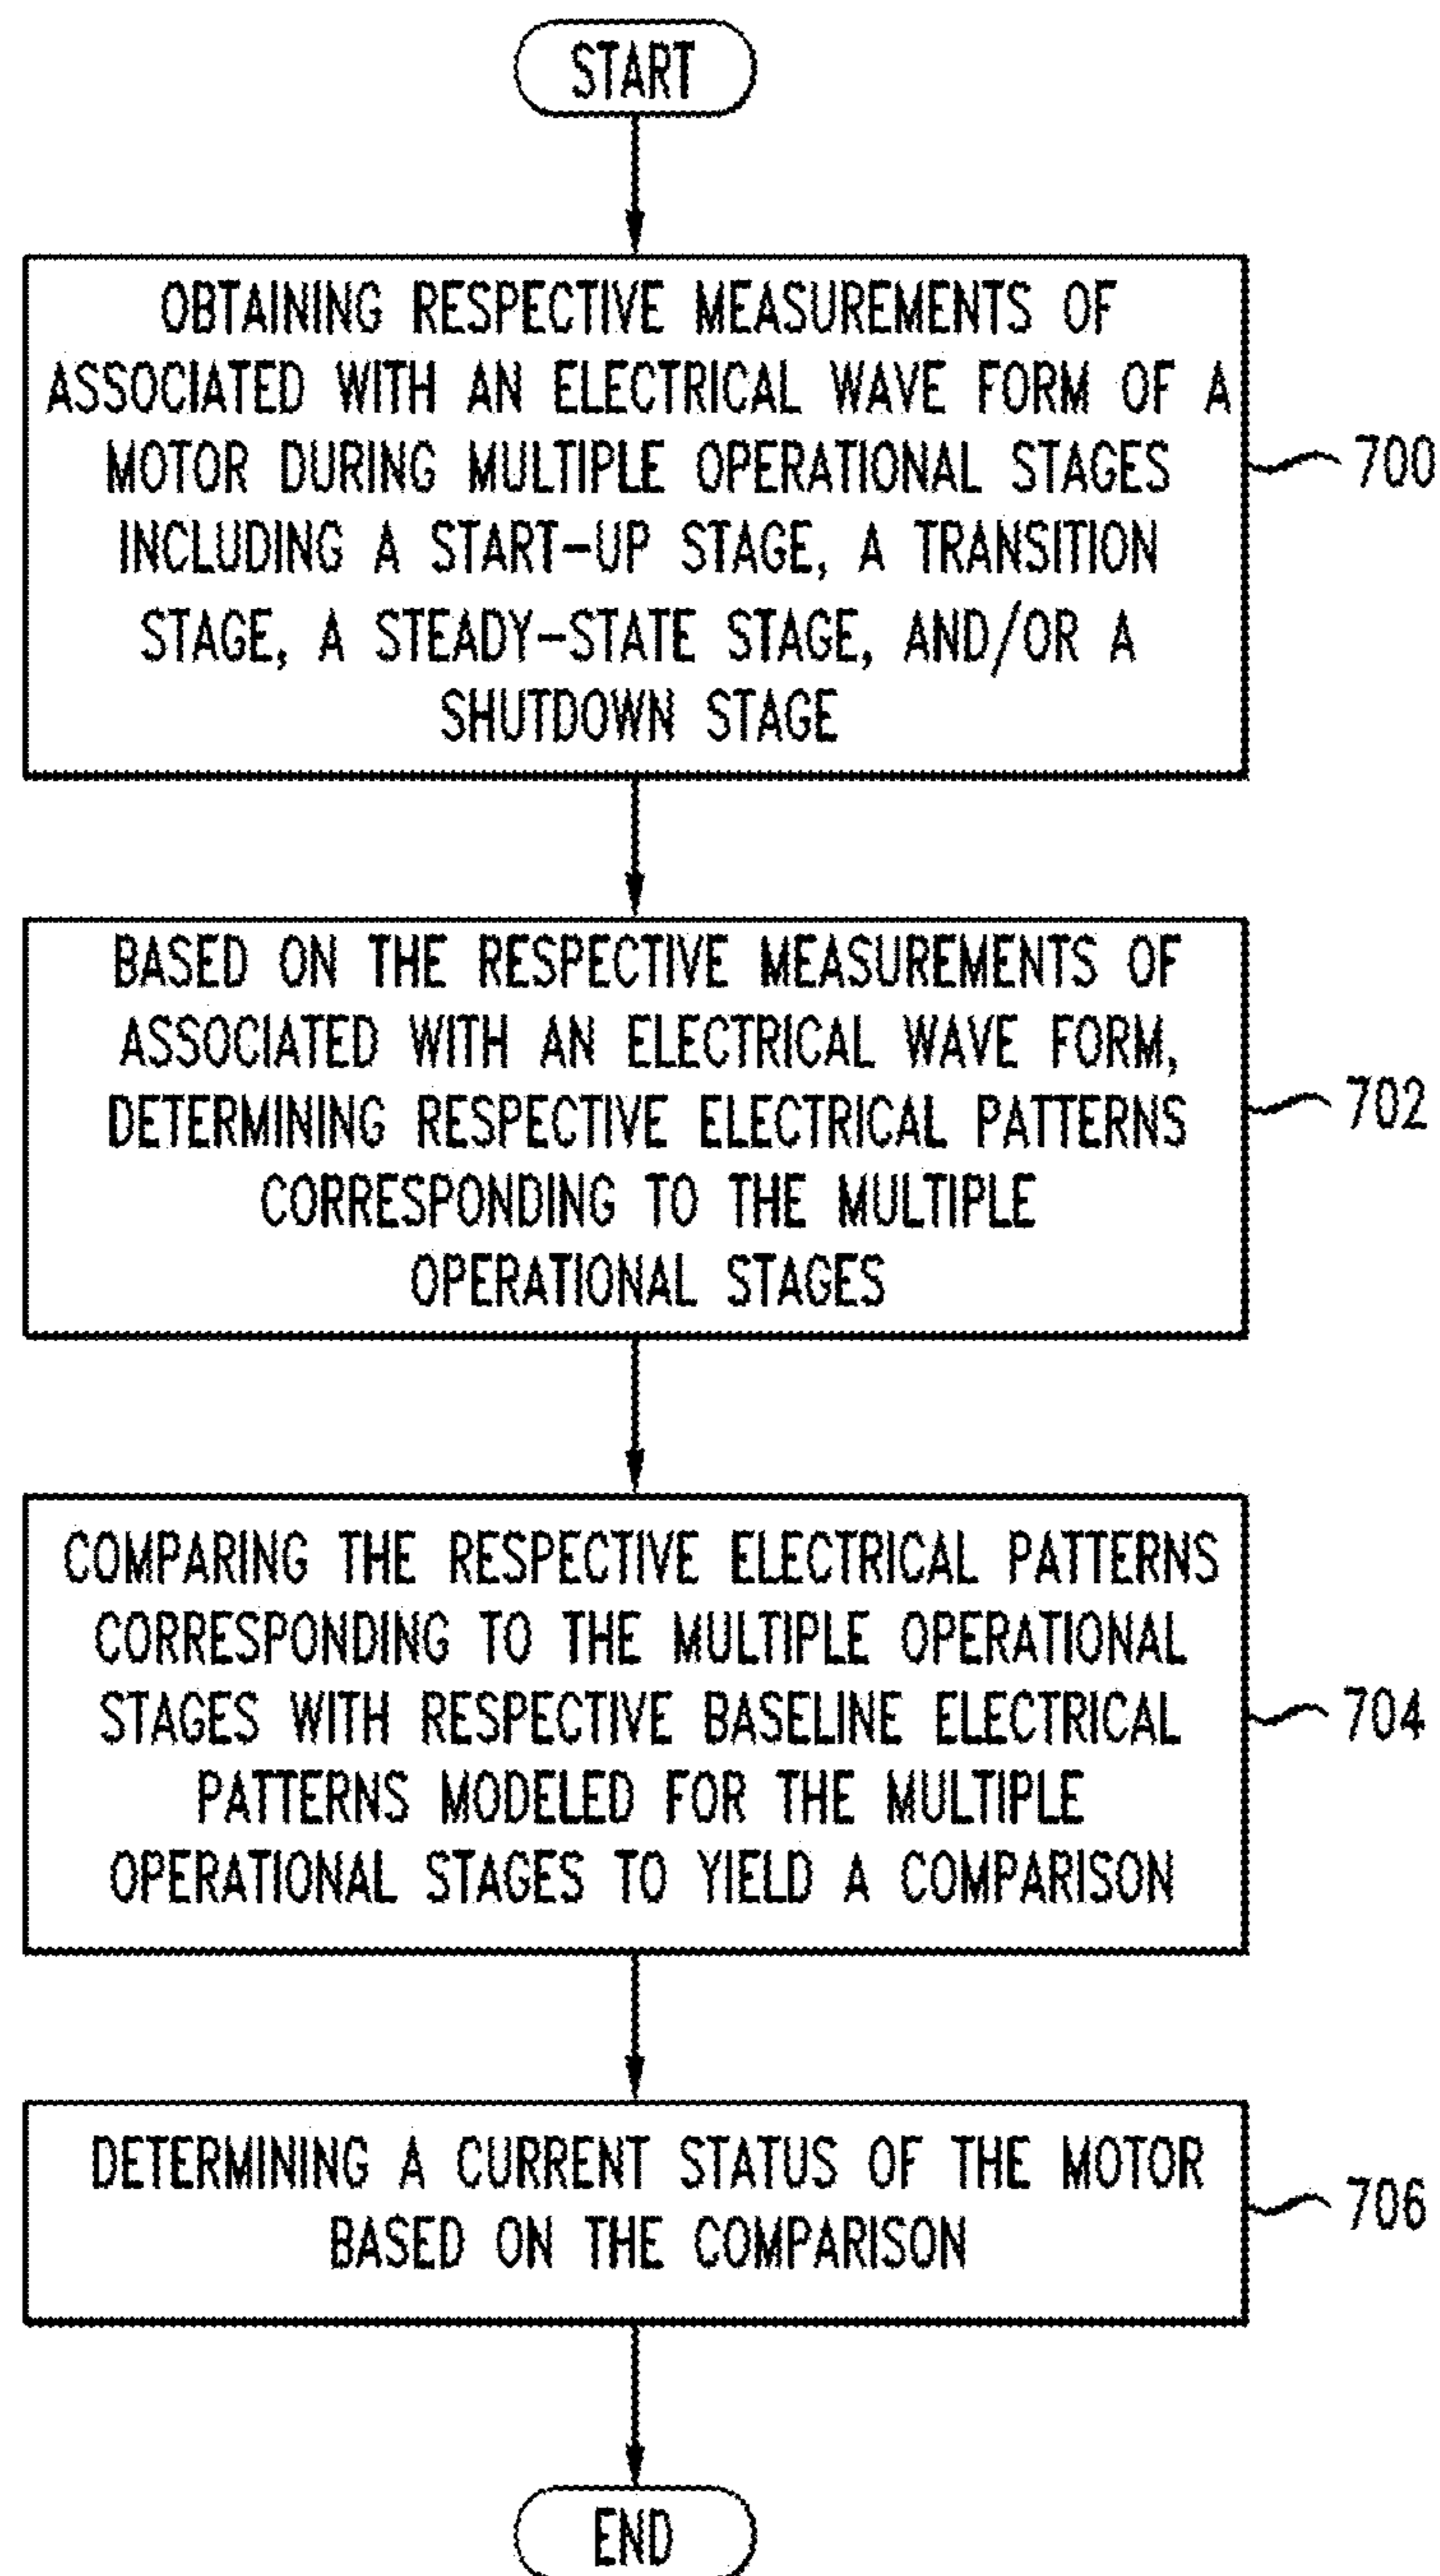 START
OBTAINING RESPECTIVE MEASUREMENTS OF
ASSOCIATED WITH AN ELECTRICAL WAVE FORM OF A
MOTOR DURING MULTIPLE OPERATIONAL STAGES
INCLUDING A START-UP STAGE, A TRANSITION
STAGE, A STEADY-STATE STAGE, AND/OR A
SHUTDOWN STAGE
700
BASED ON THE RESPECTIVE MEASUREMENTS OF
ASSOCIATED WITH AN ELECTRICAL WAVE FORM,
DETERMINING RESPECTIVE ELECTRICAL PATTERNS
CORRESPONDING TO THE MULTIPLE
OPERATIONAL STAGES
702
COMPARING THE RESPECTIVE ELECTRICAL PATTERNS
CORRESPONDING TO THE MULTIPLE OPERATIONAL
STAGES WITH RESPECTIVE BASELINE ELECTRICAL
PATTERNS MODELED FOR THE MULTIPLE
OPERATIONAL STAGES TO YIELD A COMPARISON
704
DETERMINING A CURRENT STATUS OF THE MOTOR
BASED ON THE COMPARISON
706
END